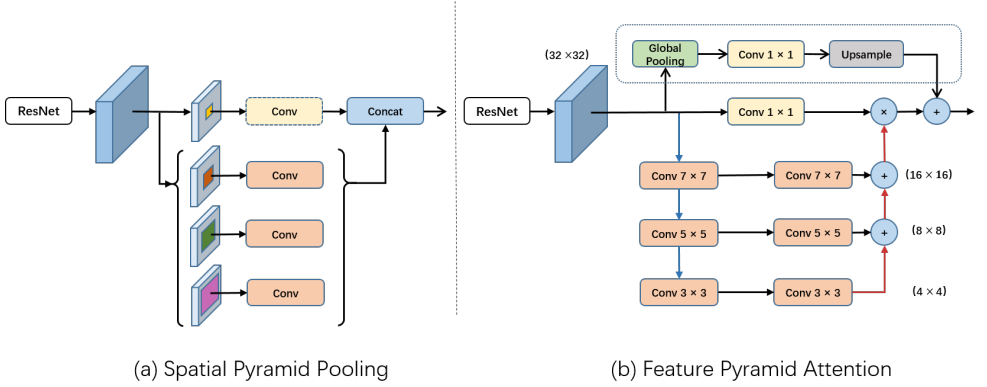 ResNet
Conv
Concat
Conv
Conv
Conv
(a) Spatial Pyramid Pooling
(32 ×32)
Global
Pooling
Conv 1 × 1
Upsample
ResNet
Conv 1 × 1
×
+
Conv 7 × 7
Conv 7 × 7
+
(16 × 16)
Conv 5 × 5
Conv 5 × 5
+
(8 × 8)
Conv 3 × 3
Conv 3 × 3
(4 × 4)
(b) Feature Pyramid Attention